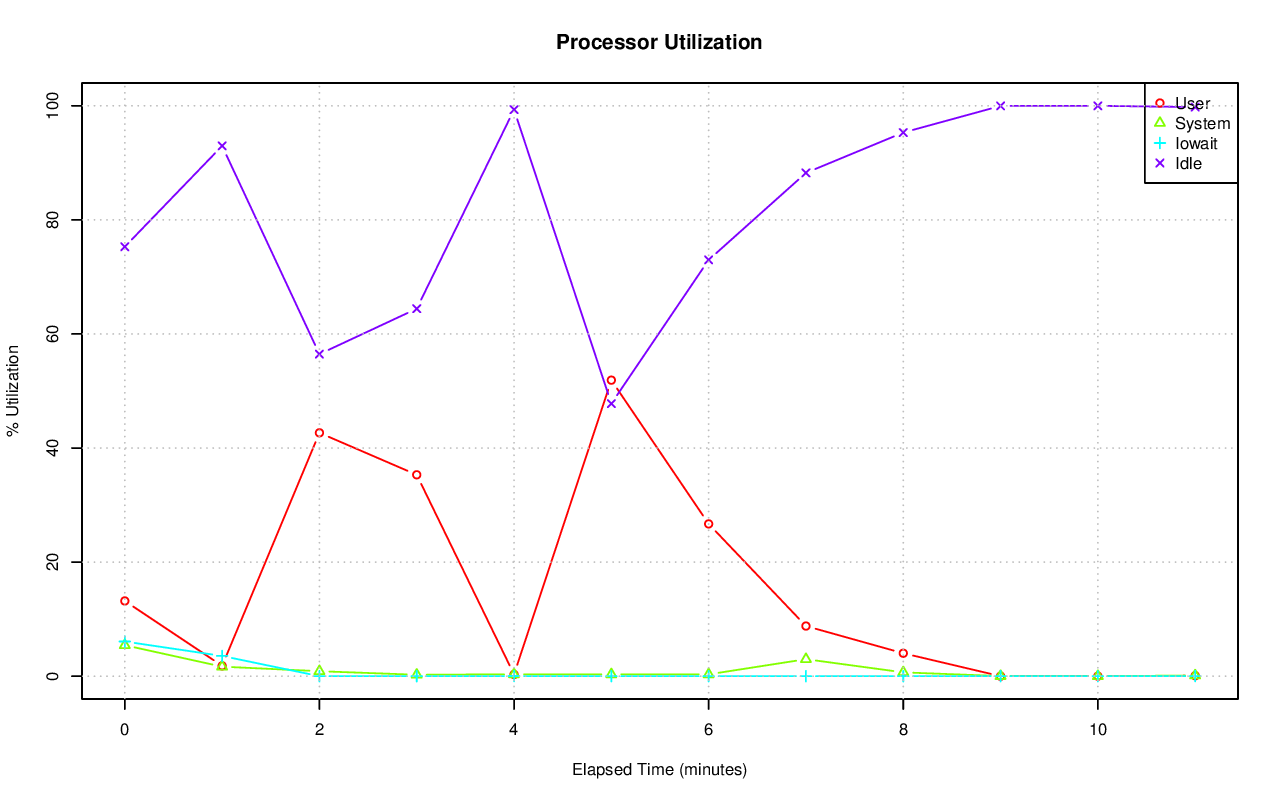 Processor Utilization
100
80
60
40
20
0
% Utilization
User
System
Iowait
Idle
0 2 4 6 8 10
Elapsed Time (minutes)